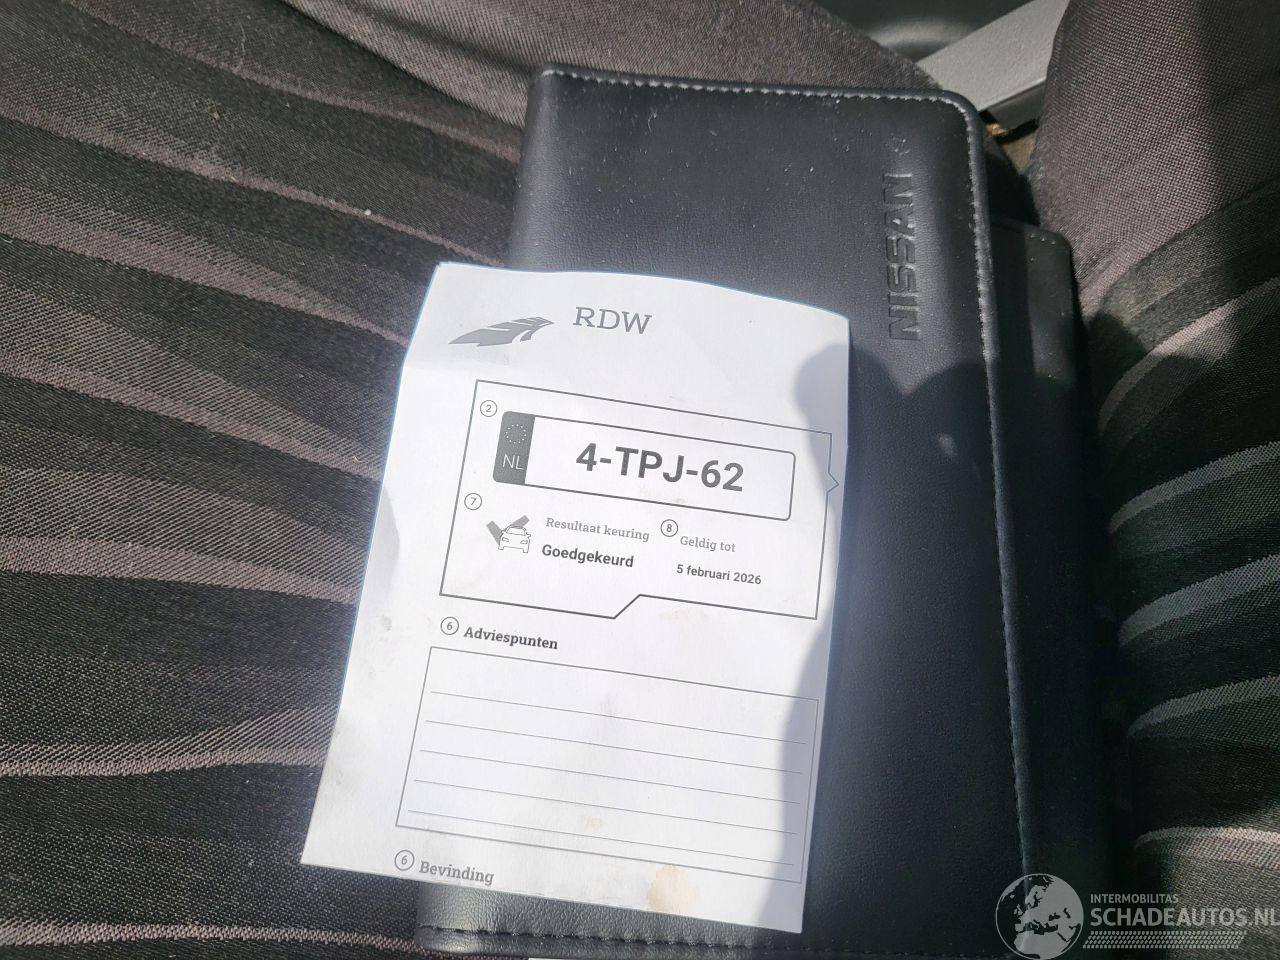 NISSAN
RDW
2
NL
4-TPJ-62
7
Resultaat keuring
Goedgekeurd
8
Geldig tot
5 februari 2026
6 Adviespunten
6 Bevinding
INTERMOBILITAS
SCHADEAUTOS.NL